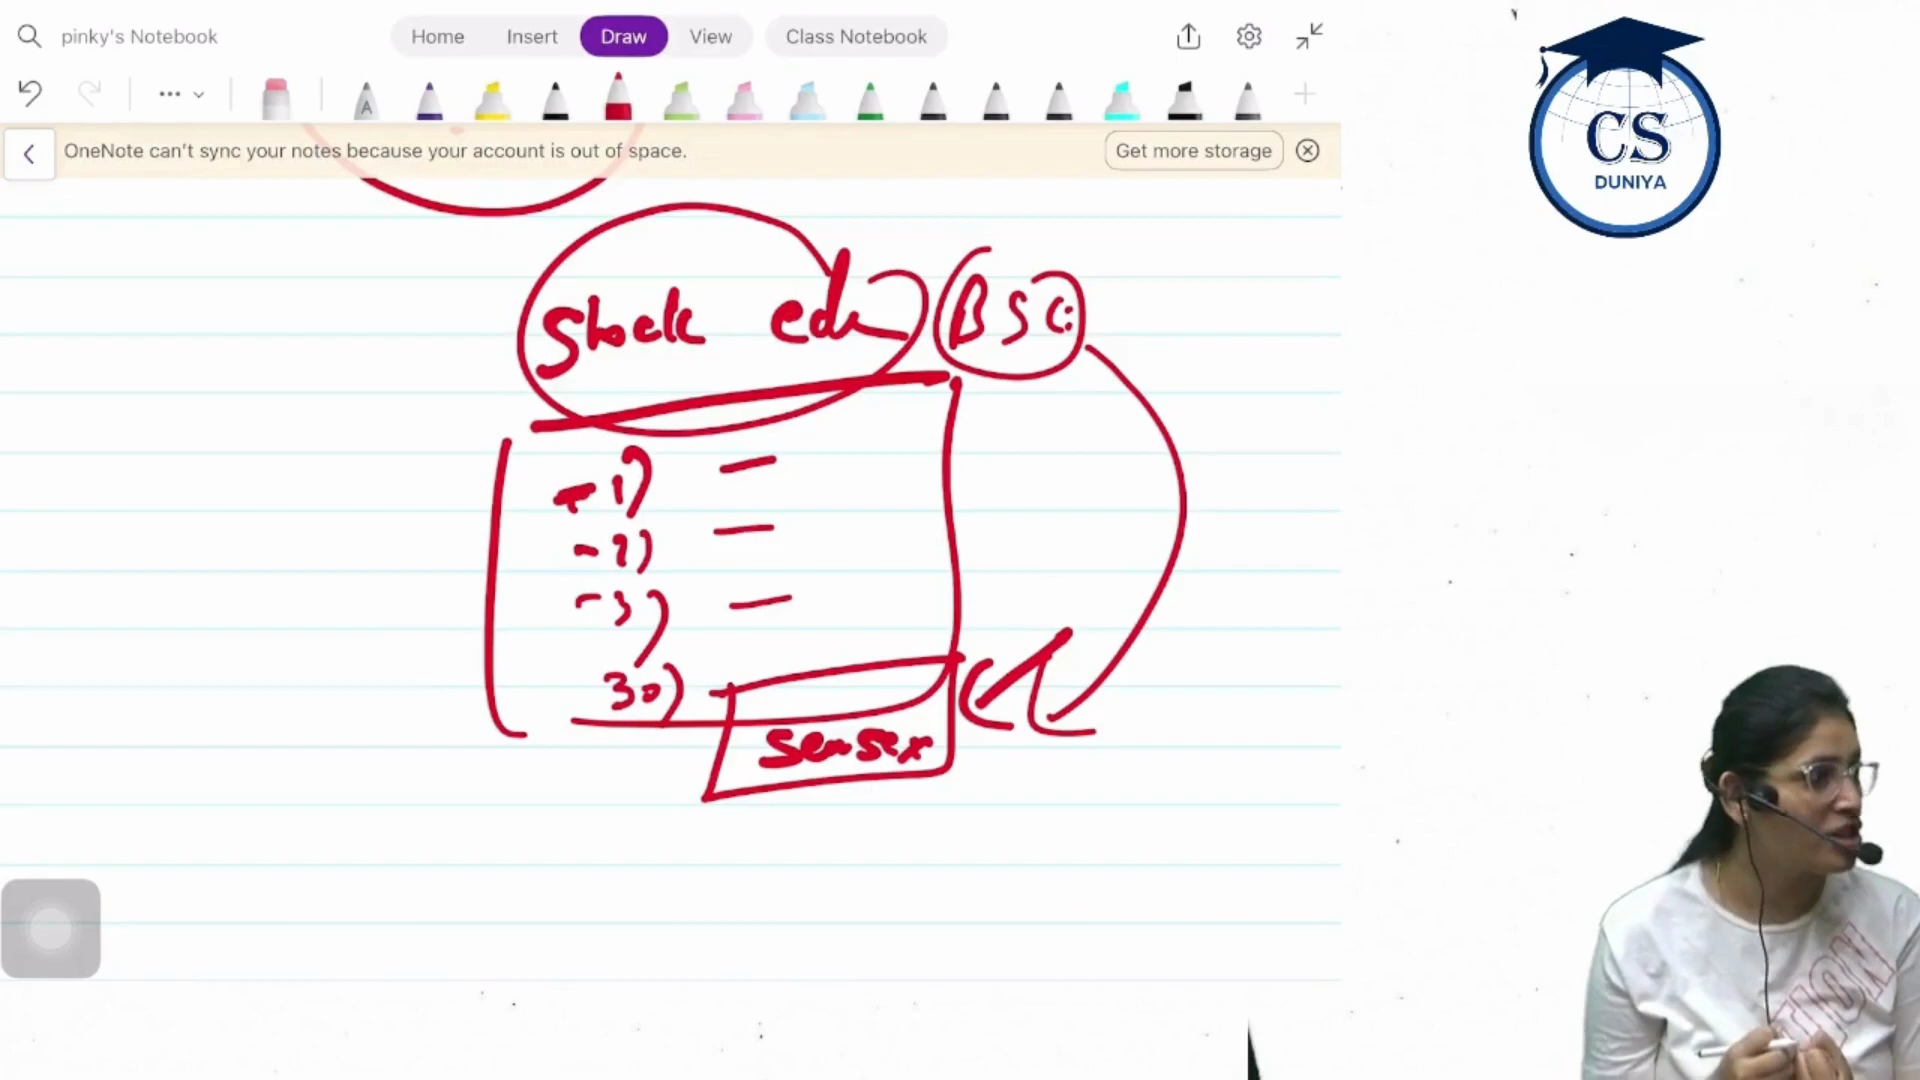 pinky's Notebook
Home Insert Draw View Class Notebook
A
OneNote can't sync your notes because your account is out of space.
Get more storage
CS
DUNIYA
Stock
BSE
1) –
2) –
3) –
30)
Sensex